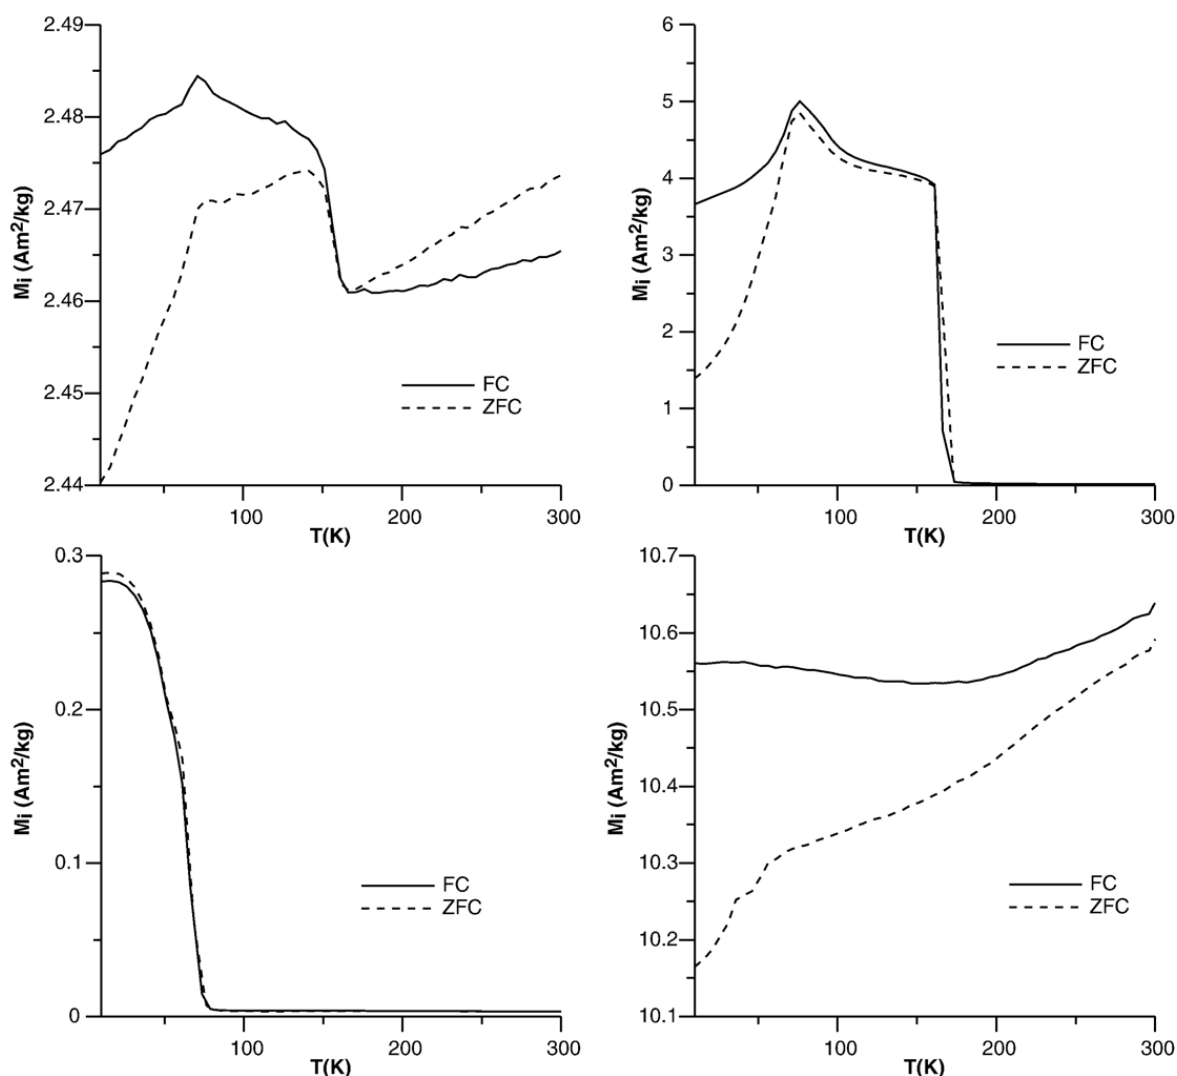 2.49
2.48
2.47
2.46
2.45
2.44
Mi (Am2/kg)
FC
ZFC
100 200 300
T(K)
6
5
4
3
2
1
0
Mi (Am2/kg)
FC
ZFC
100 200 300
T(K)
0.3
0.2
0.1
0
Mi (Am2/kg)
FC
ZFC
100 200 300
T(K)
10.7
10.6
10.5
10.4
10.3
10.2
10.1
Mi (Am2/kg)
FC
ZFC
100 200 300
T(K)